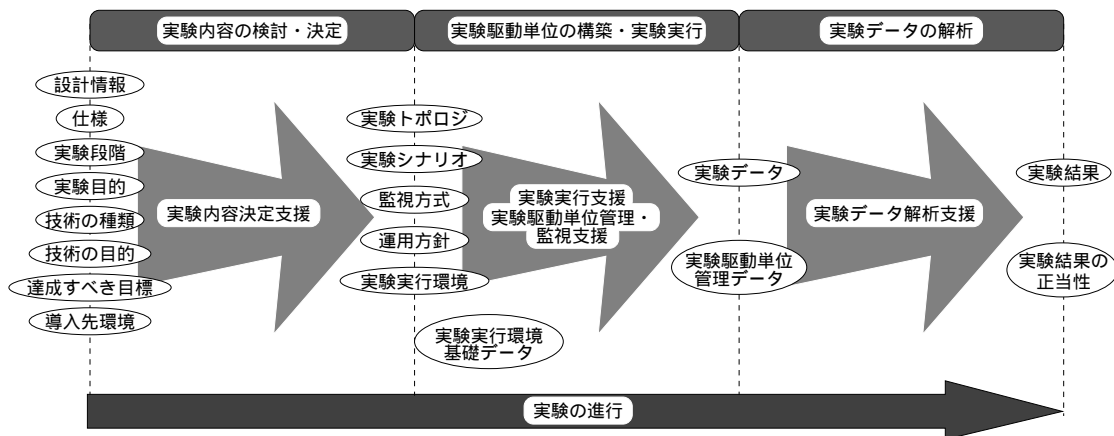 実験内容の検討・決定
実験駆動単位の構築・実験実行
実験データの解析
設計情報
仕様
実験段階
実験目的
技術の種類
技術の目的
達成すべき目標
導入先環境
実験内容決定支援
実験トポロジ
実験シナリオ
監視方式
運用方針
実験実行環境
実験実行環境
基礎データ
実験実行支援
実験駆動単位管理・
監視支援
実験データ
実験駆動単位
管理データ
実験データ解析支援
実験結果
実験結果の
正当性
実験の進行